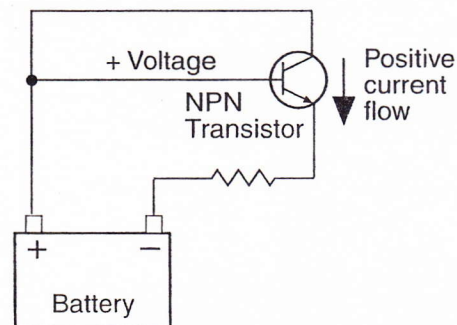 + Voltage
NPN
Transistor
Positive
current
flow
+ −
Battery